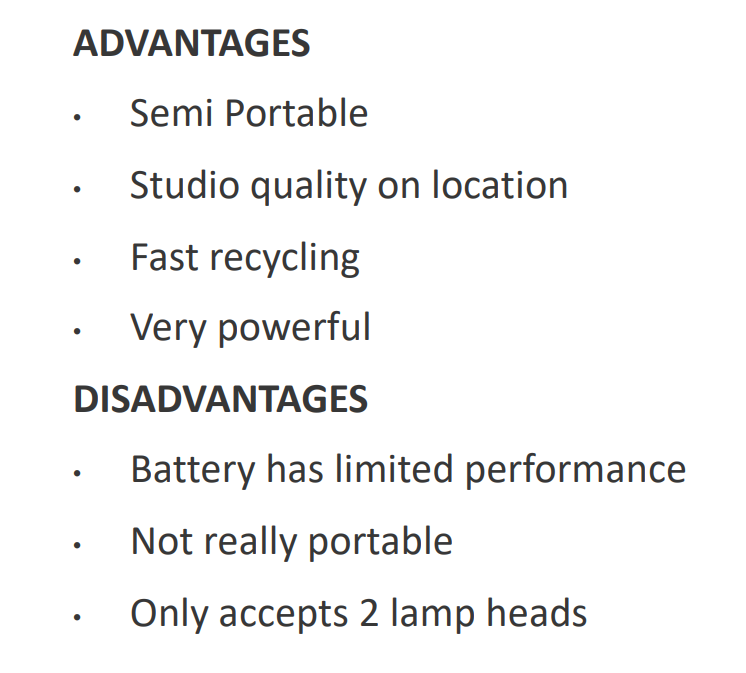 ADVANTAGES
• Semi Portable
• Studio quality on location
• Fast recycling
• Very powerful
DISADVANTAGES
• Battery has limited performance
• Not really portable
• Only accepts 2 lamp heads